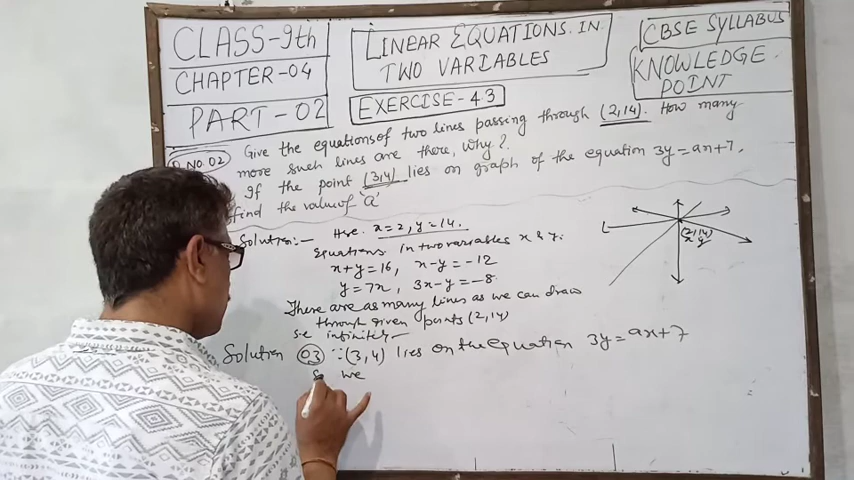 CLASS-9th
CHAPTER-04
PART-02
LINEAR EQUATIONS IN
TWO VARIABLES
EXERCISE-4.3
CBSE SYLLABUS
KNOWLEDGE
POINT
Q.NO.02 Give the equations of two lines passing through (2,14). How many
more such lines are there, why?
If the point (3,4) lies on graph of the equation 3y=ax+7,
find the value of 'a'
Solution:- Here x=2, y=14.
Equations in two variables x & y.
x+y=16, x-y=-12
y=7x, 3x-y=-8
There are as many lines as we can draw
through given points (2,14)
i.e. infinitely
(2,14)
x y
Solution 03 ∵(3,4) lies on the equation 3y=ax+7
we